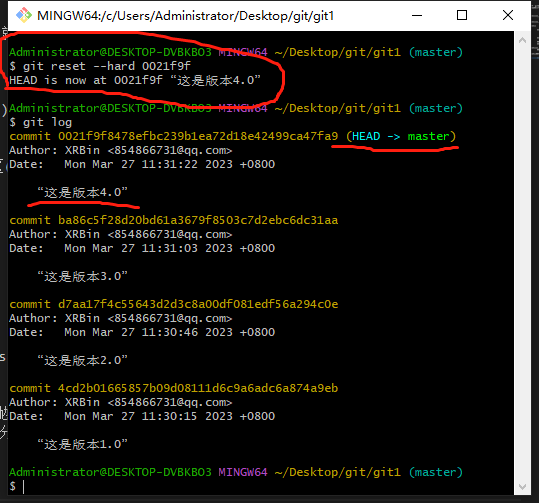 MINGW64:/c/Users/Administrator/Desktop/git/git1
Administrator@DESKTOP-DVBKBO3 MINGW64 ~/Desktop/git/git1 (master)
$ git reset --hard 0021f9f
HEAD is now at 0021f9f “这是版本4.0”
Administrator@DESKTOP-DVBKBO3 MINGW64 ~/Desktop/git/git1 (master)
$ git log
commit 0021f9f8478efbc239b1ea72d18e42499ca47fa9 (HEAD -> master)
Author: XRBin <854866731@qq.com>
Date:   Mon Mar 27 11:31:22 2023 +0800
“这是版本4.0”
commit ba86c5f28d20bd61a3679f8503c7d2ebc6dc31aa
Author: XRBin <854866731@qq.com>
Date:   Mon Mar 27 11:31:03 2023 +0800
“这是版本3.0”
commit d7aa17f4c55643d2d3c8a00df081edf56a294c0e
Author: XRBin <854866731@qq.com>
Date:   Mon Mar 27 11:30:46 2023 +0800
“这是版本2.0”
commit 4cd2b01665857b09d08111d6c9a6adc6a874a9eb
Author: XRBin <854866731@qq.com>
Date:   Mon Mar 27 11:30:15 2023 +0800
“这是版本1.0”
Administrator@DESKTOP-DVBKBO3 MINGW64 ~/Desktop/git/git1 (master)
$